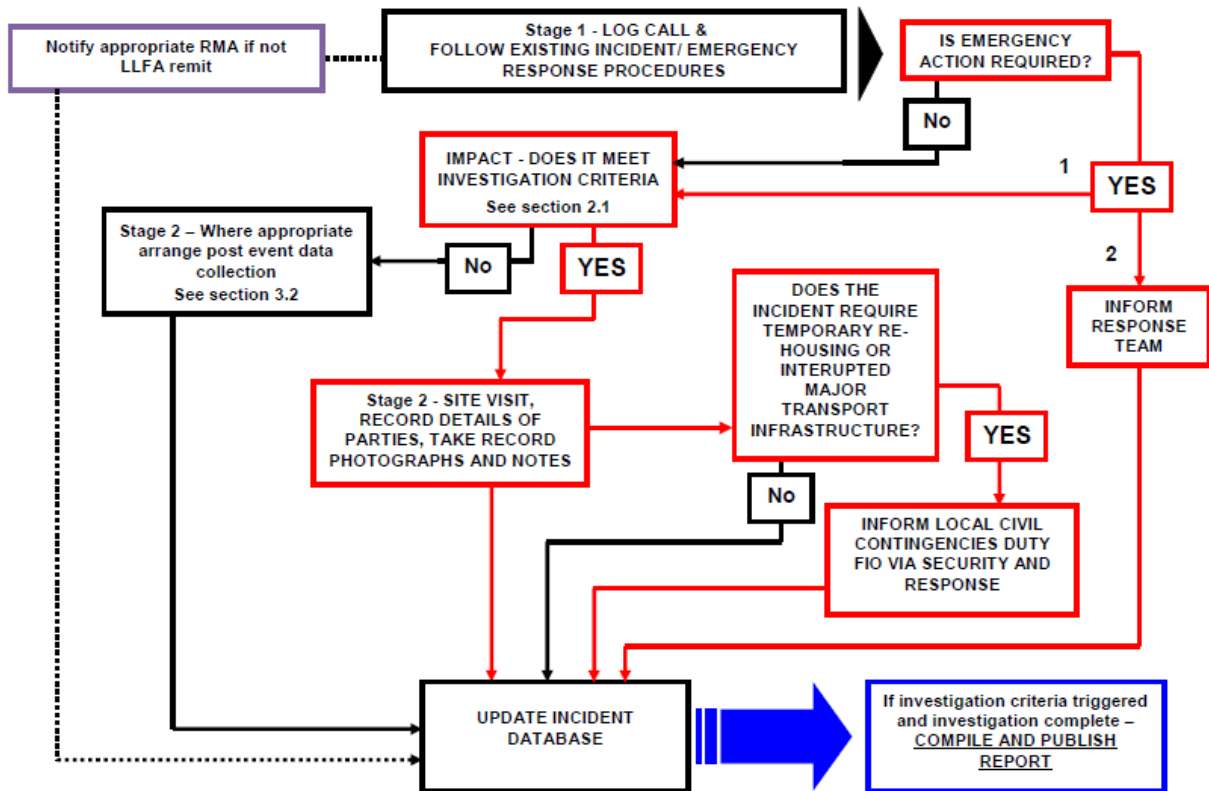 Notify appropriate RMA if not
LLFA remit
Stage 1 - LOG CALL &
FOLLOW EXISTING INCIDENT/ EMERGENCY
RESPONSE PROCEDURES
IS EMERGENCY
ACTION REQUIRED?
No
IMPACT - DOES IT MEET
INVESTIGATION CRITERIA
See section 2.1
1
YES
Stage 2 – Where appropriate
arrange post event data
collection
See section 3.2
No
YES
2
DOES THE
INCIDENT REQUIRE
TEMPORARY RE-
HOUSING OR
INTERUPTED
MAJOR
TRANSPORT
INFRASTRUCTURE?
INFORM
RESPONSE
TEAM
Stage 2 - SITE VISIT,
RECORD DETAILS OF
PARTIES, TAKE RECORD
PHOTOGRAPHS AND NOTES
YES
No
INFORM LOCAL CIVIL
CONTINGENCIES DUTY
FIO VIA SECURITY AND
RESPONSE
UPDATE INCIDENT
DATABASE
If investigation criteria triggered
and investigation complete –
COMPILE AND PUBLISH
REPORT